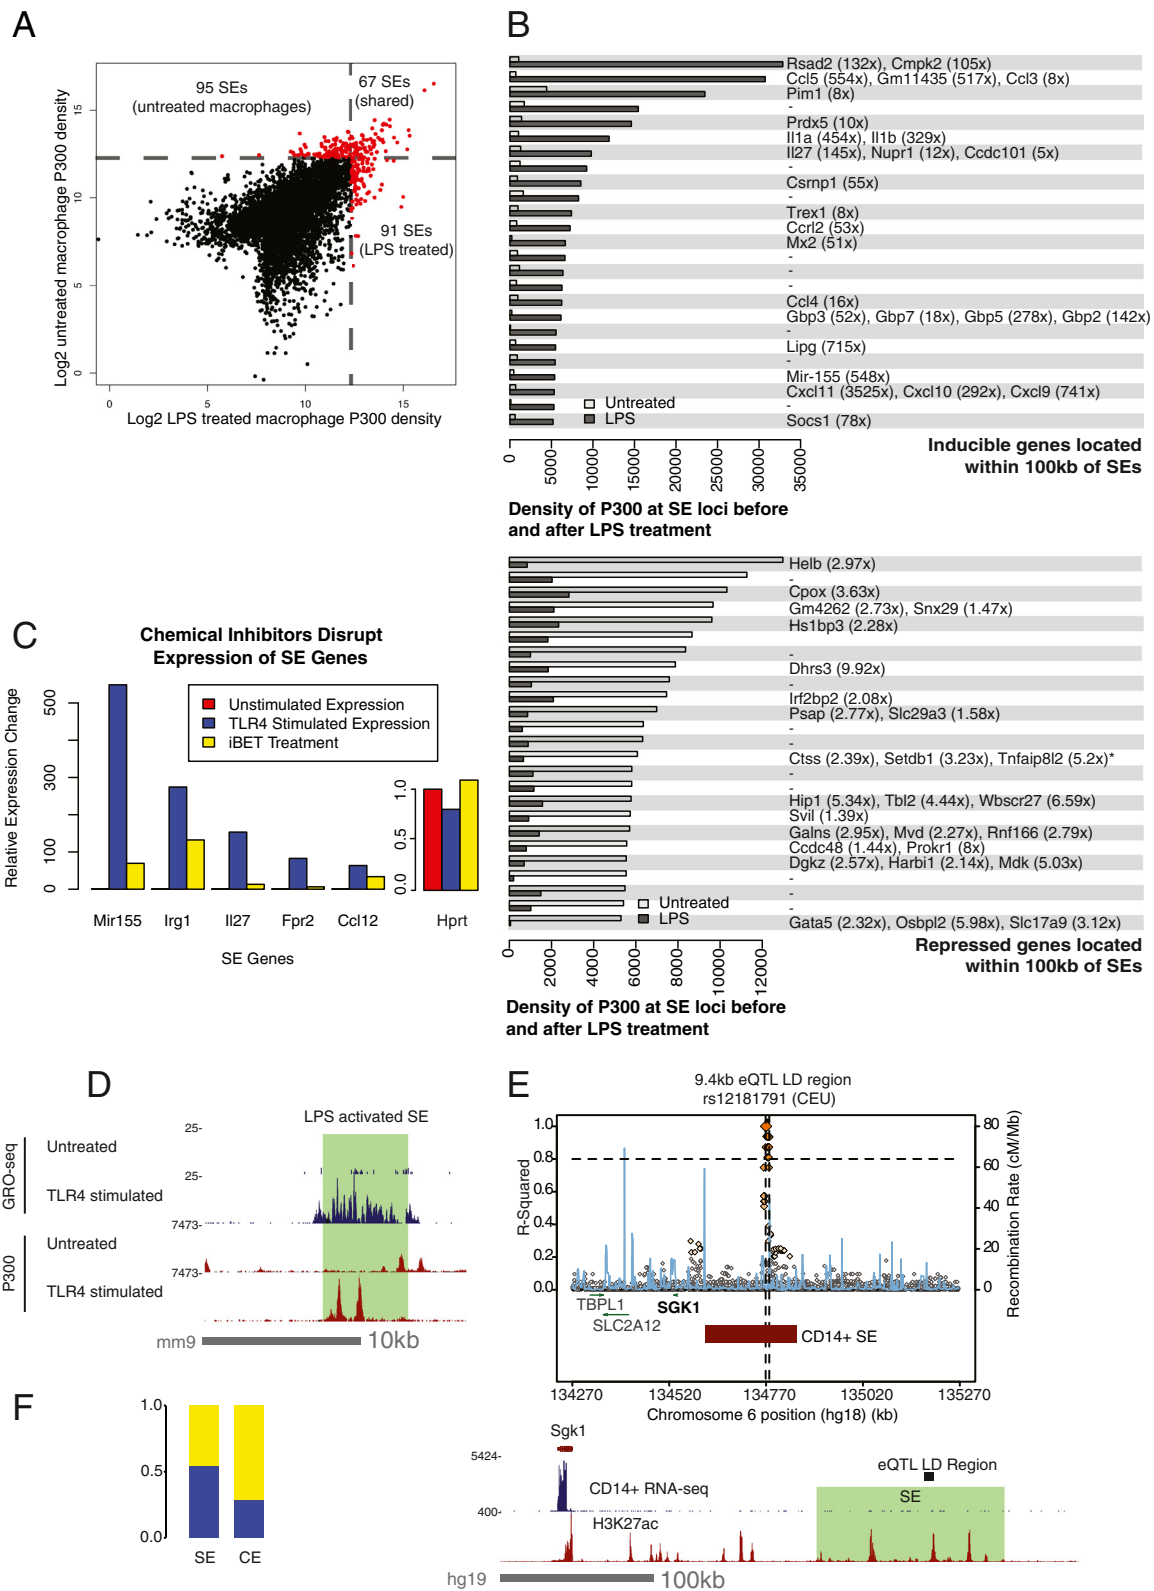 A
95 SEs
(untreated macrophages)
67 SEs
(shared)
91 SEs
(LPS treated)
Log2 untreated macrophage P300 density
15
10
5
0
0
5
10
15
Log2 LPS treated macrophage P300 density
B
Rsad2 (132x), Cmpk2 (105x)
Ccl5 (554x), Gm11435 (517x), Ccl3 (8x)
Pim1 (8x)
-
Prdx5 (10x)
Il1a (454x), Il1b (329x)
Il27 (145x), Nupr1 (12x), Ccdc101 (5x)
-
Csrnp1 (55x)
-
Trex1 (8x)
Ccrl2 (53x)
Mx2 (51x)
-
-
-
Ccl4 (16x)
Gbp3 (52x), Gbp7 (18x), Gbp5 (278x), Gbp2 (142x)
-
Lipg (715x)
-
Mir-155 (548x)
Cxcl11 (3525x), Cxcl10 (292x), Cxcl9 (741x)
-
Socs1 (78x)
Untreated
LPS
0
5000
10000
15000
20000
25000
30000
35000
Inducible genes located
within 100kb of SEs
Density of P300 at SE loci before
and after LPS treatment
Helb (2.97x)
-
Cpox (3.63x)
Gm4262 (2.73x), Snx29 (1.47x)
Hs1bp3 (2.28x)
-
Dhrs3 (9.92x)
-
Irf2bp2 (2.08x)
Psap (2.77x), Slc29a3 (1.58x)
-
Ctss (2.39x), Setdb1 (3.23x), Tnfaip8l2 (5.2x)*
-
Hip1 (5.34x), Tbl2 (4.44x), Wbscr27 (6.59x)
Svil (1.39x)
Galns (2.95x), Mvd (2.27x), Rnf166 (2.79x)
Ccdc48 (1.44x), Prokr1 (8x)
Dgkz (2.57x), Harbi1 (2.14x), Mdk (5.03x)
-
-
Gata5 (2.32x), Osbpl2 (5.98x), Slc17a9 (3.12x)
Untreated
LPS
0
2000
4000
6000
8000
10000
12000
Repressed genes located
within 100kb of SEs
Density of P300 at SE loci before
and after LPS treatment
C
Chemical Inhibitors Disrupt
Expression of SE Genes
Unstimulated Expression
TLR4 Stimulated Expression
iBET Treatment
Relative Expression Change
500
300
100
0
1.0
0.5
0.0
Mir155
Irg1
Il27
Fpr2
Ccl12
Hprt
SE Genes
D
LPS activated SE
GRO-seq
P300
25-
Untreated
25-
TLR4 stimulated
7473-
Untreated
7473-
TLR4 stimulated
mm9
10kb
E
9.4kb eQTL LD region
rs12181791 (CEU)
R-Squared
1.0
0.8
0.6
0.4
0.2
0.0
80
60
40
20
0
Recombination Rate (cM/Mb)
TBPL1
SLC2A12
SGK1
CD14+ SE
134270
134520
134770
135020
135270
Chromosome 6 position (hg18) (kb)
Sgk1
5424-
CD14+ RNA-seq
eQTL LD Region
SE
400-
H3K27ac
hg19
100kb
F
1.0
0.5
0.0
SE
CE